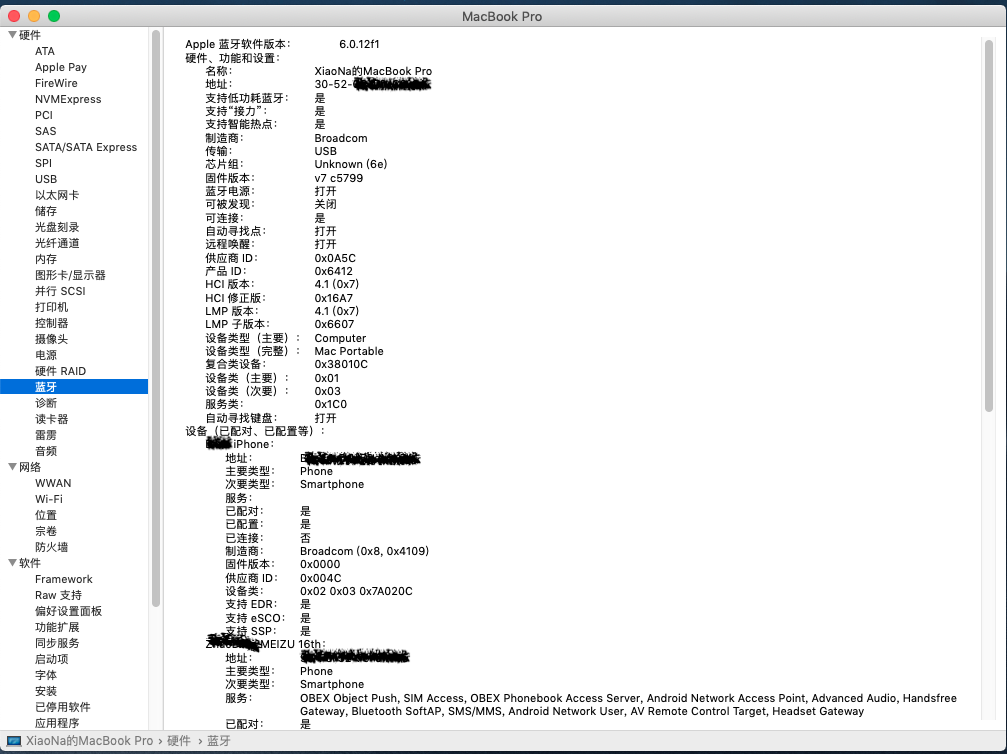 MacBook Pro
硬件
ATA
Apple Pay
FireWire
NVMExpress
PCI
SAS
SATA/SATA Express
SPI
USB
以太网卡
储存
光盘刻录
光纤通道
内存
图形卡/显示器
并行 SCSI
打印机
控制器
摄像头
电源
硬件 RAID
蓝牙
诊断
读卡器
雷雳
音频
网络
WWAN
Wi-Fi
位置
宗卷
防火墙
软件
Framework
Raw 支持
偏好设置面板
功能扩展
同步服务
启动项
字体
安装
已停用软件
应用程序
Apple 蓝牙软件版本： 6.0.12f1
硬件、功能和设置：
名称： XiaoNa的MacBook Pro
地址： 30-52-
支持低功耗蓝牙： 是
支持“接力”： 是
支持智能热点： 是
制造商： Broadcom
传输： USB
芯片组： Unknown (6e)
固件版本： v7 c5799
蓝牙电源： 打开
可被发现： 关闭
可连接： 是
自动寻找点： 打开
远程唤醒： 打开
供应商 ID： 0x0A5C
产品 ID： 0x6412
HCI 版本： 4.1 (0x7)
HCI 修正版： 0x16A7
LMP 版本： 4.1 (0x7)
LMP 子版本： 0x6607
设备类型（主要）： Computer
设备类型（完整）： Mac Portable
复合类设备： 0x38010C
设备类（主要）： 0x01
设备类（次要）： 0x03
服务类： 0x1C0
自动寻找键盘： 打开
设备（已配对、已配置等）：
iPhone：
地址：
主要类型： Phone
次要类型： Smartphone
服务：
已配对： 是
已配置： 是
已连接： 否
制造商： Broadcom (0x8, 0x4109)
固件版本： 0x0000
供应商 ID： 0x004C
设备类： 0x02 0x03 0x7A020C
支持 EDR： 是
支持 eSCO： 是
支持 SSP： 是
MEIZU 16th：
地址：
主要类型： Phone
次要类型： Smartphone
服务： OBEX Object Push, SIM Access, OBEX Phonebook Access Server, Android Network Access Point, Advanced Audio, Handsfree
Gateway, Bluetooth SoftAP, SMS/MMS, Android Network User, AV Remote Control Target, Headset Gateway
已配对： 是
XiaoNa的MacBook Pro › 硬件 › 蓝牙